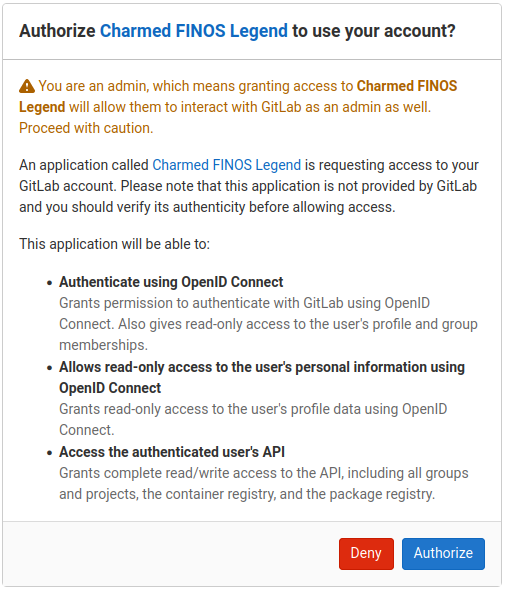 Authorize Charmed FINOS Legend to use your account?
You are an admin, which means granting access to Charmed FINOS
Legend will allow them to interact with GitLab as an admin as well.
Proceed with caution.
An application called Charmed FINOS Legend is requesting access to your
GitLab account. Please note that this application is not provided by GitLab
and you should verify its authenticity before allowing access.
This application will be able to:
• Authenticate using OpenID Connect
Grants permission to authenticate with GitLab using OpenID
Connect. Also gives read-only access to the user's profile and group
memberships.
• Allows read-only access to the user's personal information using
OpenID Connect
Grants read-only access to the user's profile data using OpenID
Connect.
• Access the authenticated user's API
Grants complete read/write access to the API, including all groups
and projects, the container registry, and the package registry.
Deny Authorize